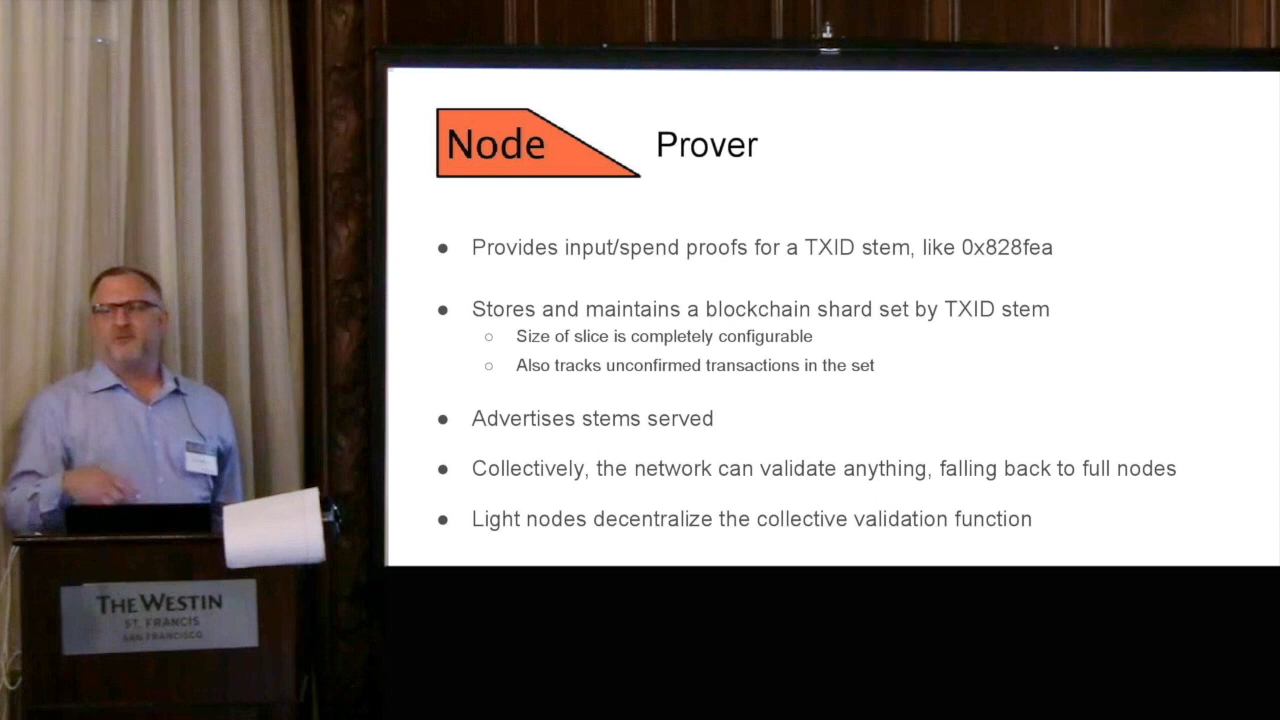 Node
Prover
● Provides input/spend proofs for a TXID stem, like 0x828fea
● Stores and maintains a blockchain shard set by TXID stem
○ Size of slice is completely configurable
○ Also tracks unconfirmed transactions in the set
● Advertises stems served
● Collectively, the network can validate anything, falling back to full nodes
● Light nodes decentralize the collective validation function
THE WESTIN
ST. FRANCIS
SAN FRANCISCO